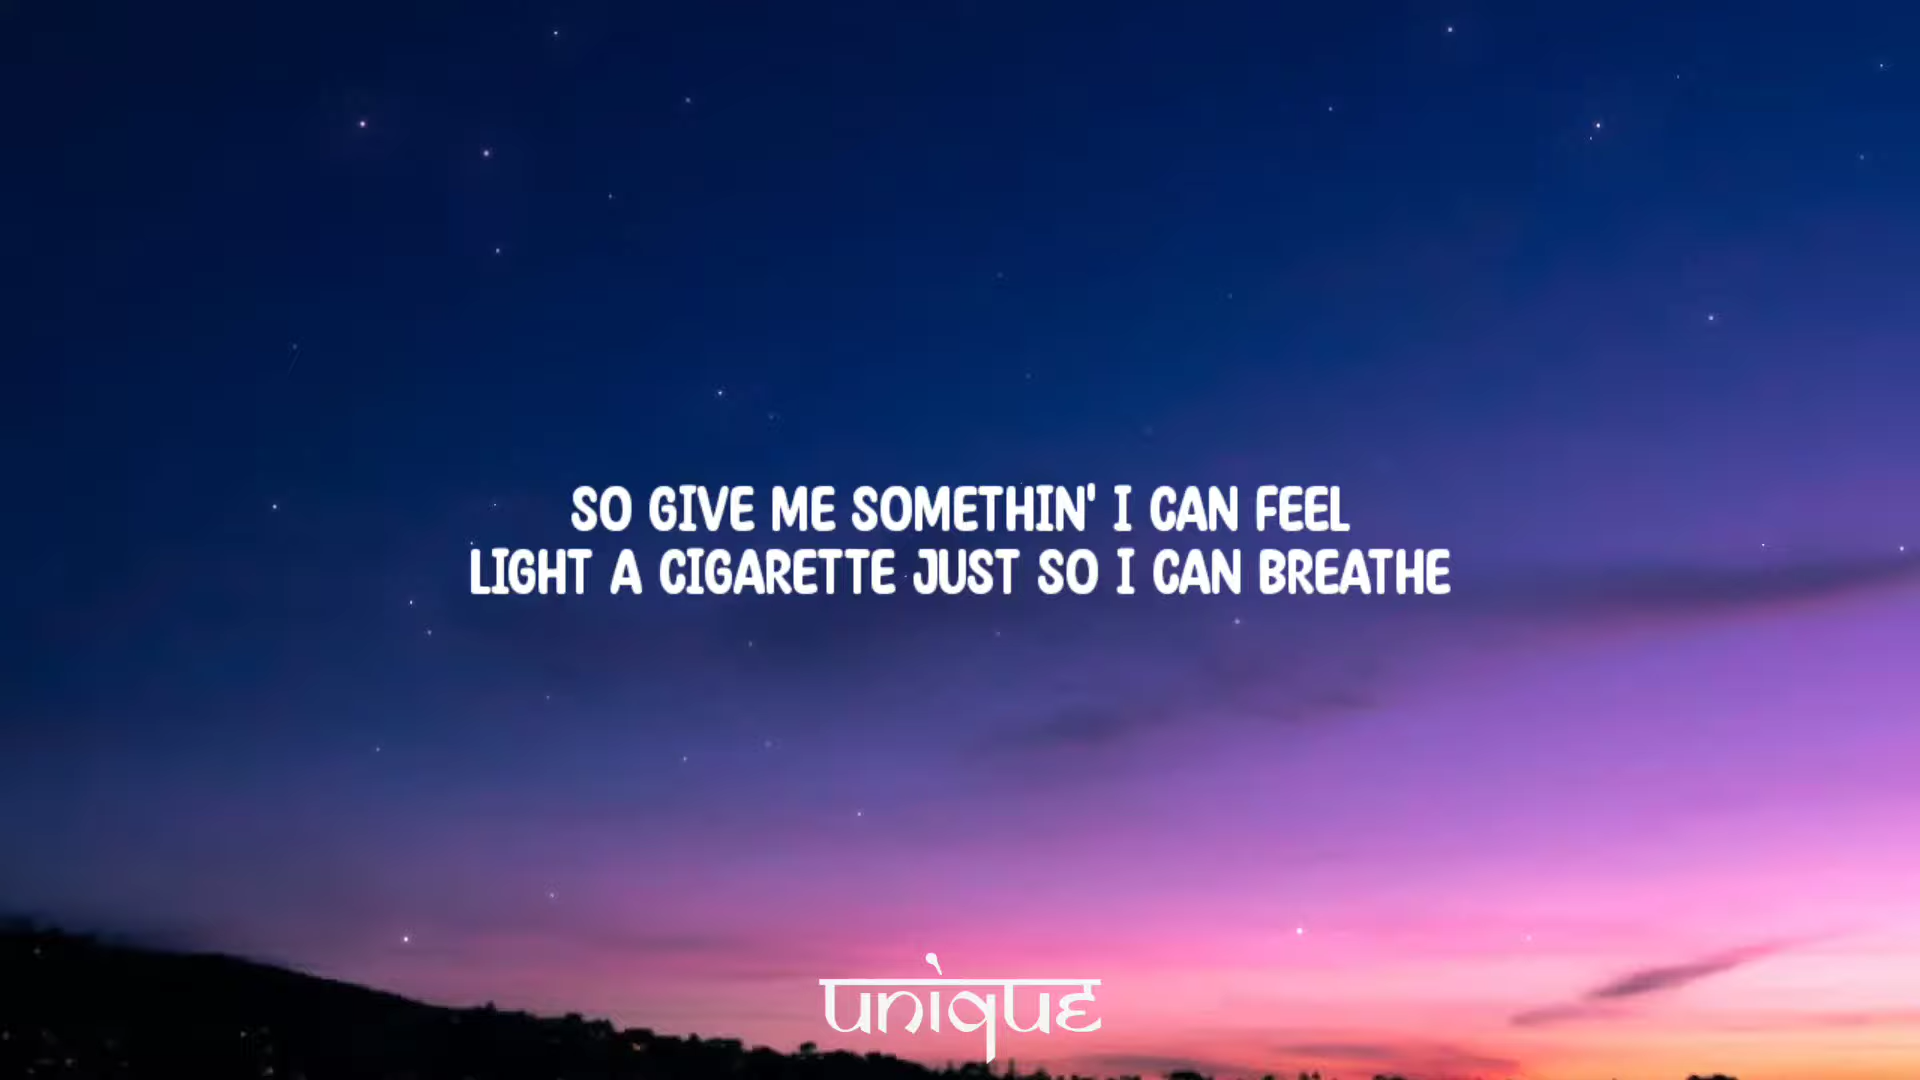 SO GIVE ME SOMETHIN' I CAN FEEL
LIGHT A CIGARETTE JUST SO I CAN BREATHE
unique